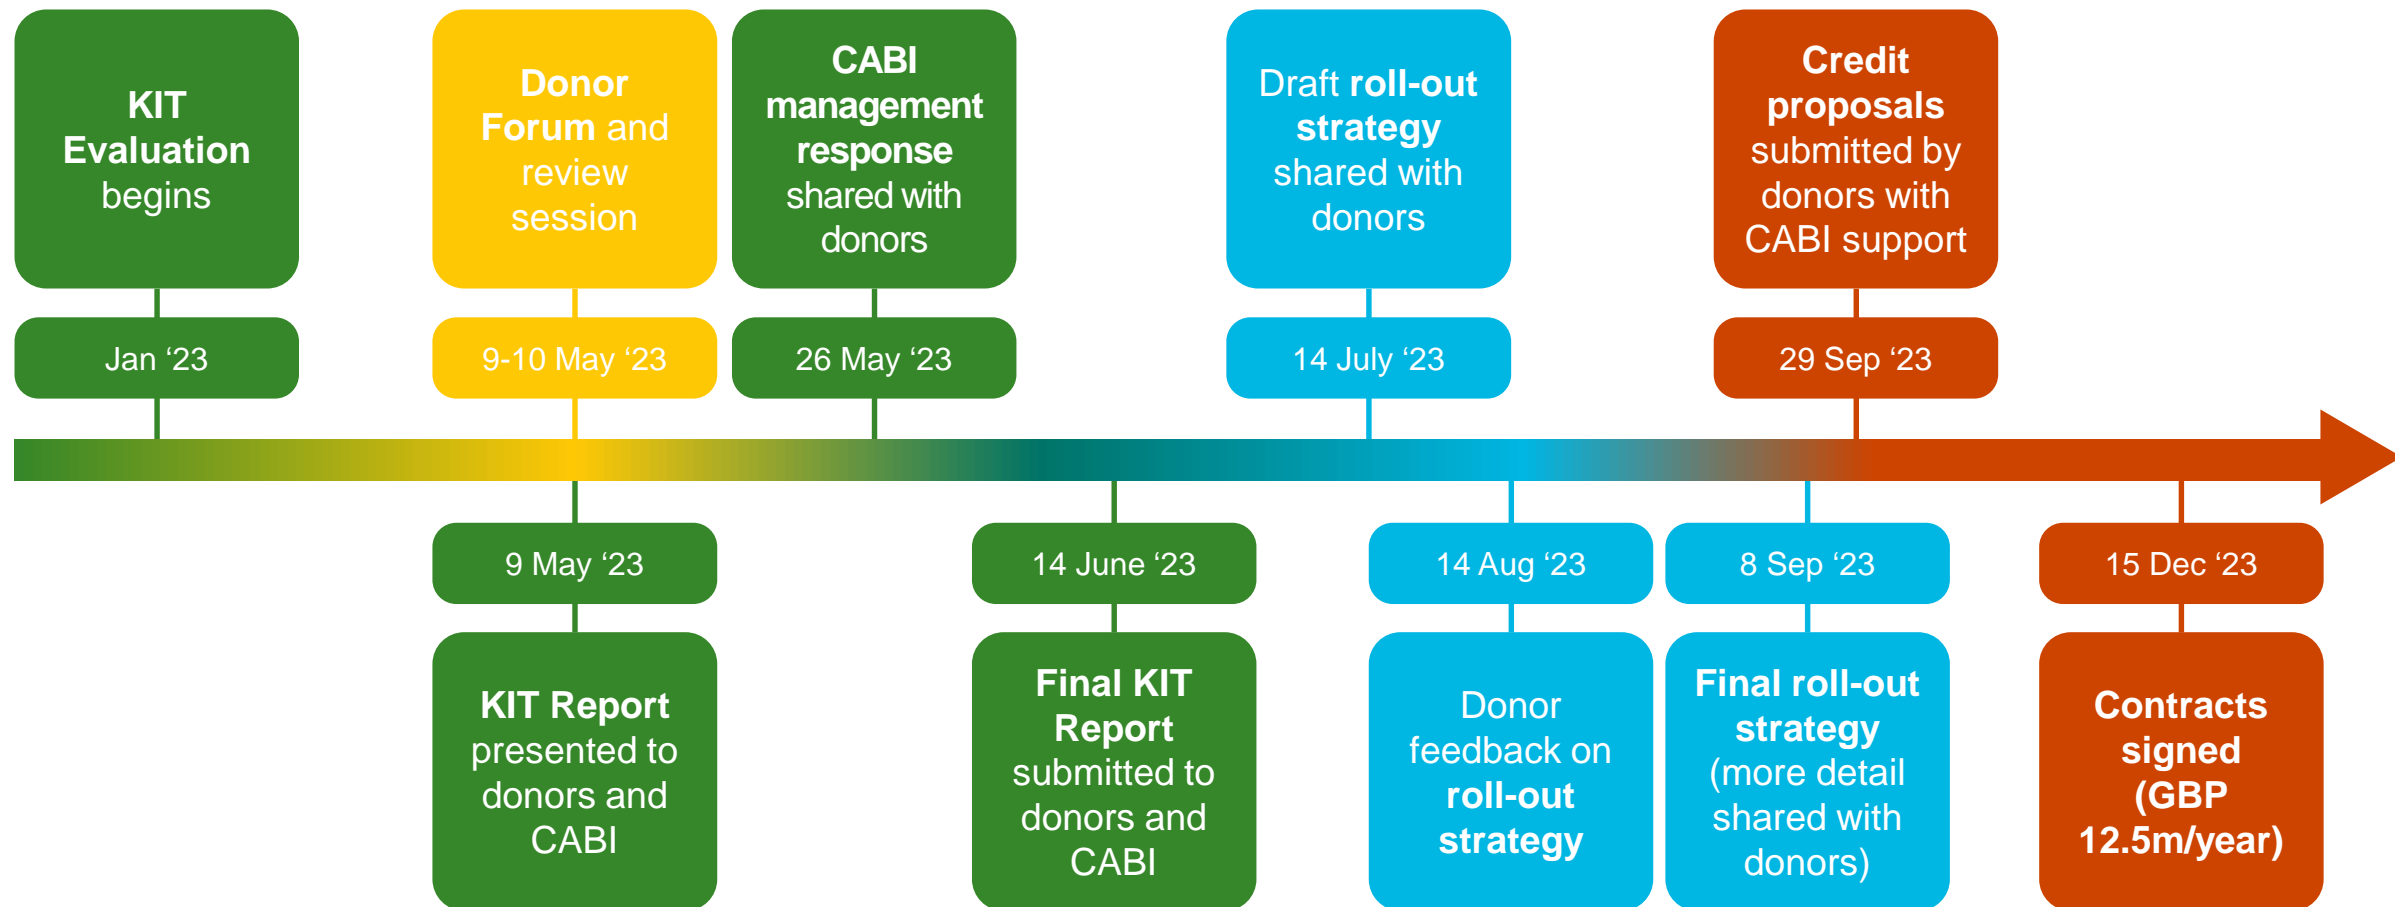 KIT
Evaluation
begins
Jan ‘23
Donor
Forum and
review
session
9-10 May ‘23
CABI
management
response
shared with
donors
26 May ‘23
Draft roll-out
strategy
shared with
donors
14 July ‘23
Credit
proposals
submitted by
donors with
CABI support
29 Sep ‘23
9 May ‘23
KIT Report
presented to
donors and
CABI
14 June ‘23
Final KIT
Report
submitted to
donors and
CABI
14 Aug ‘23
Donor
feedback on
roll-out
strategy
8 Sep ‘23
Final roll-out
strategy
(more detail
shared with
donors)
15 Dec ‘23
Contracts
signed
(GBP
12.5m/year)